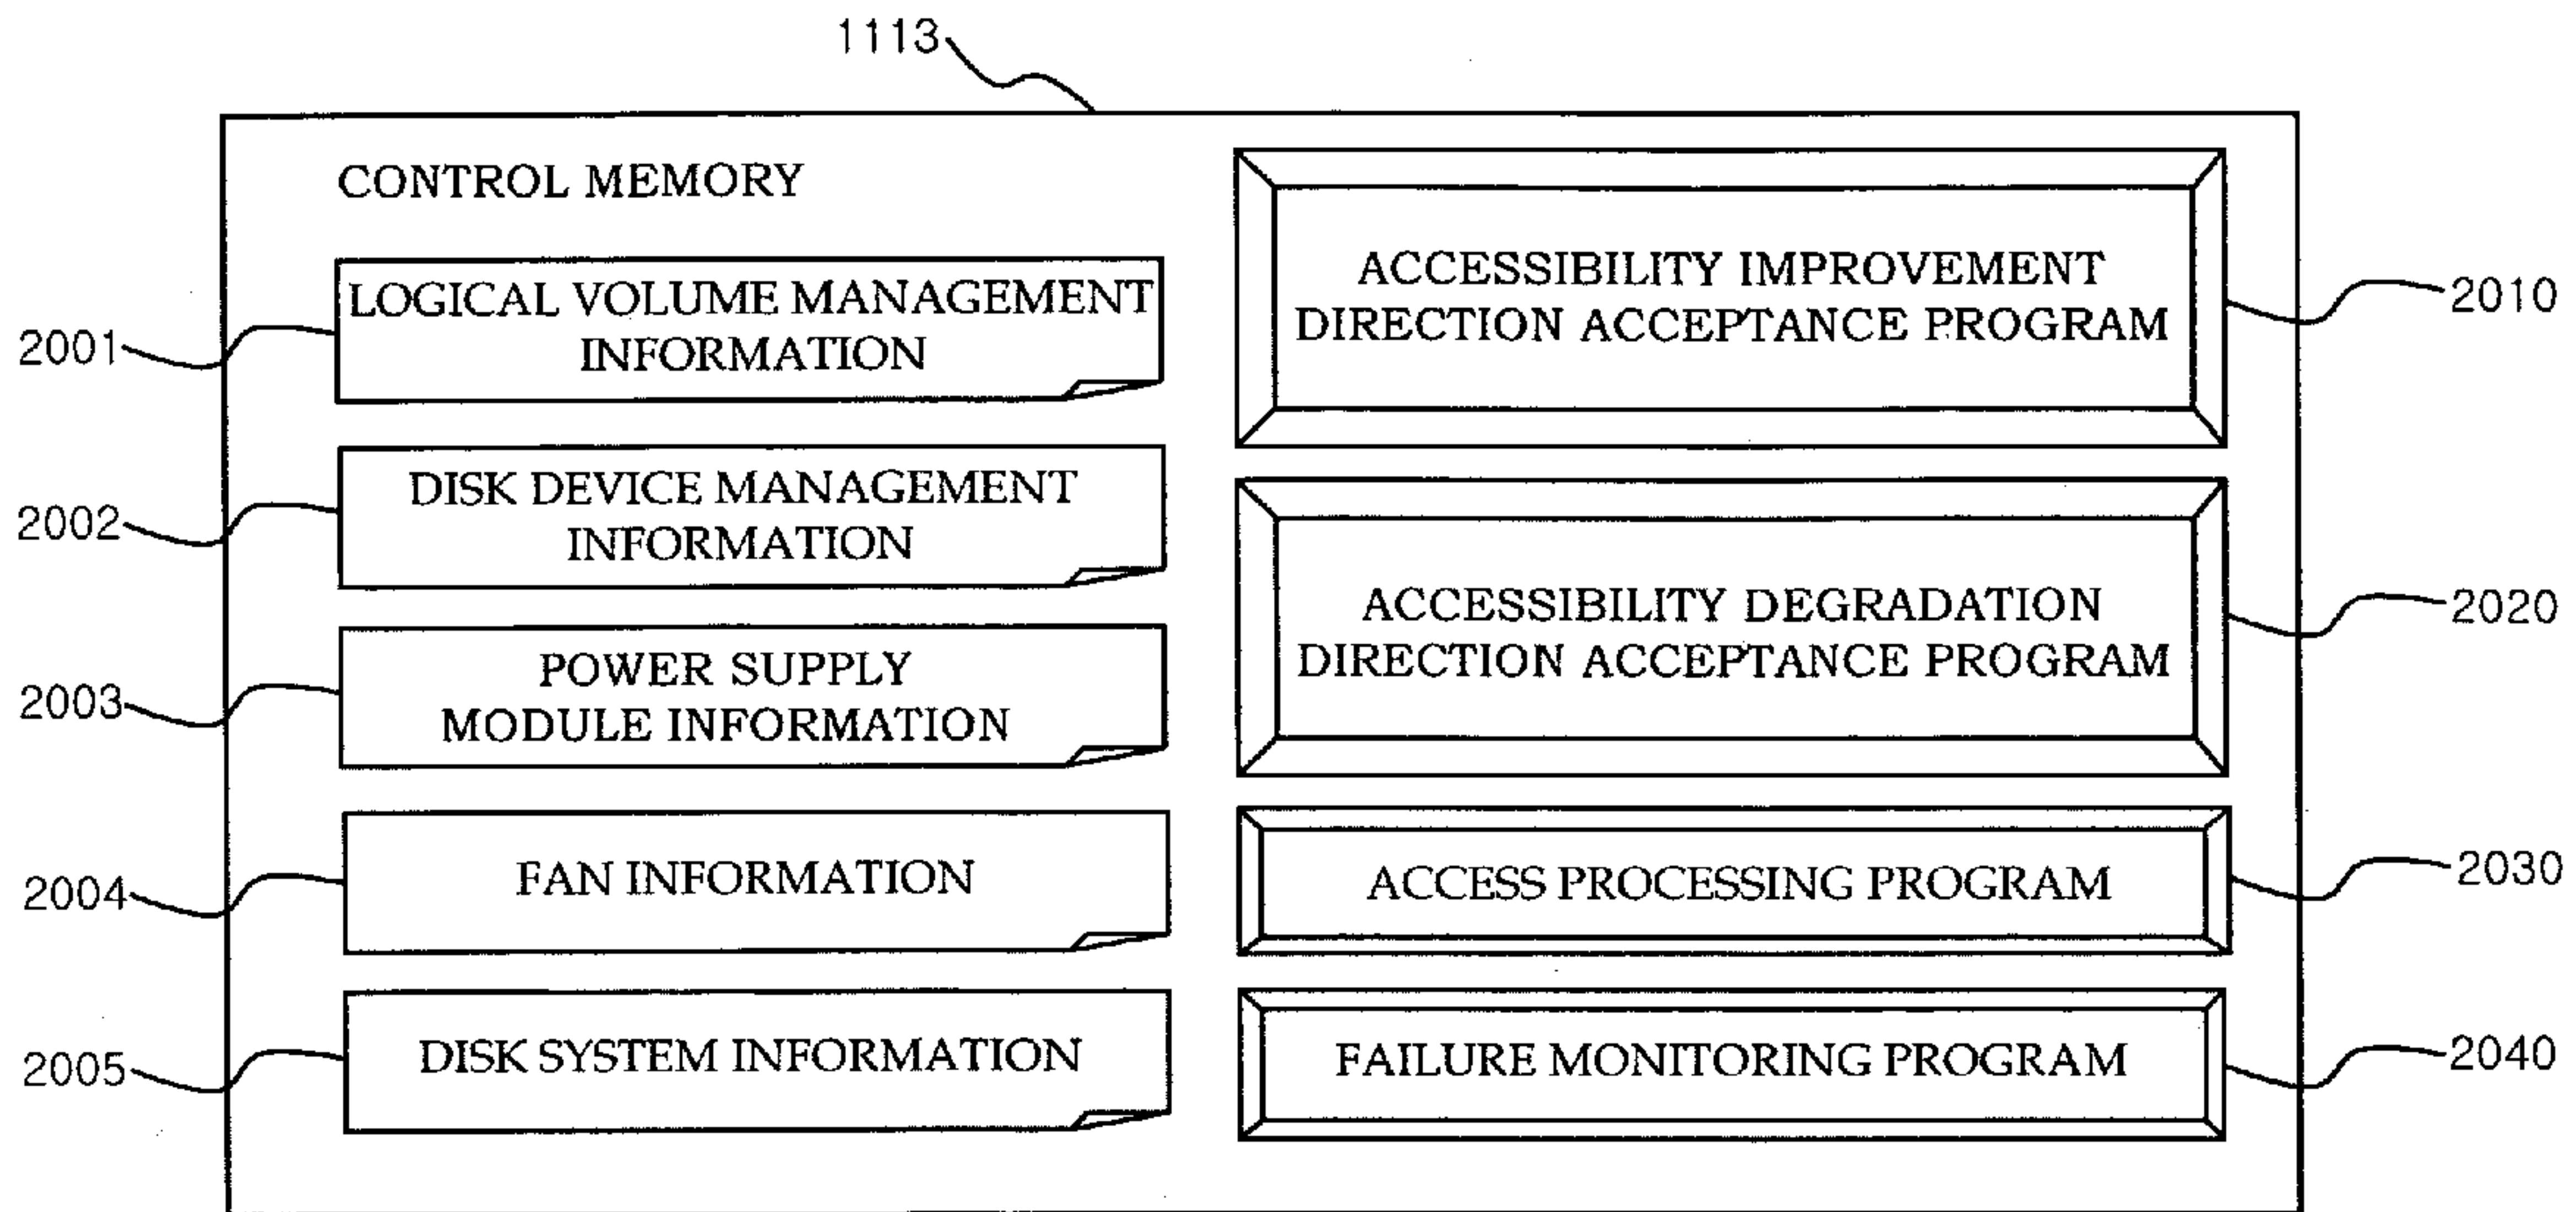 1113
CONTROL MEMORY
2001
LOGICAL VOLUME MANAGEMENT
INFORMATION
2002
DISK DEVICE MANAGEMENT
INFORMATION
2003
POWER SUPPLY
MODULE INFORMATION
2004
FAN INFORMATION
2005
DISK SYSTEM INFORMATION
ACCESSIBILITY IMPROVEMENT
DIRECTION ACCEPTANCE PROGRAM
2010
ACCESSIBILITY DEGRADATION
DIRECTION ACCEPTANCE PROGRAM
2020
ACCESS PROCESSING PROGRAM
2030
FAILURE MONITORING PROGRAM
2040